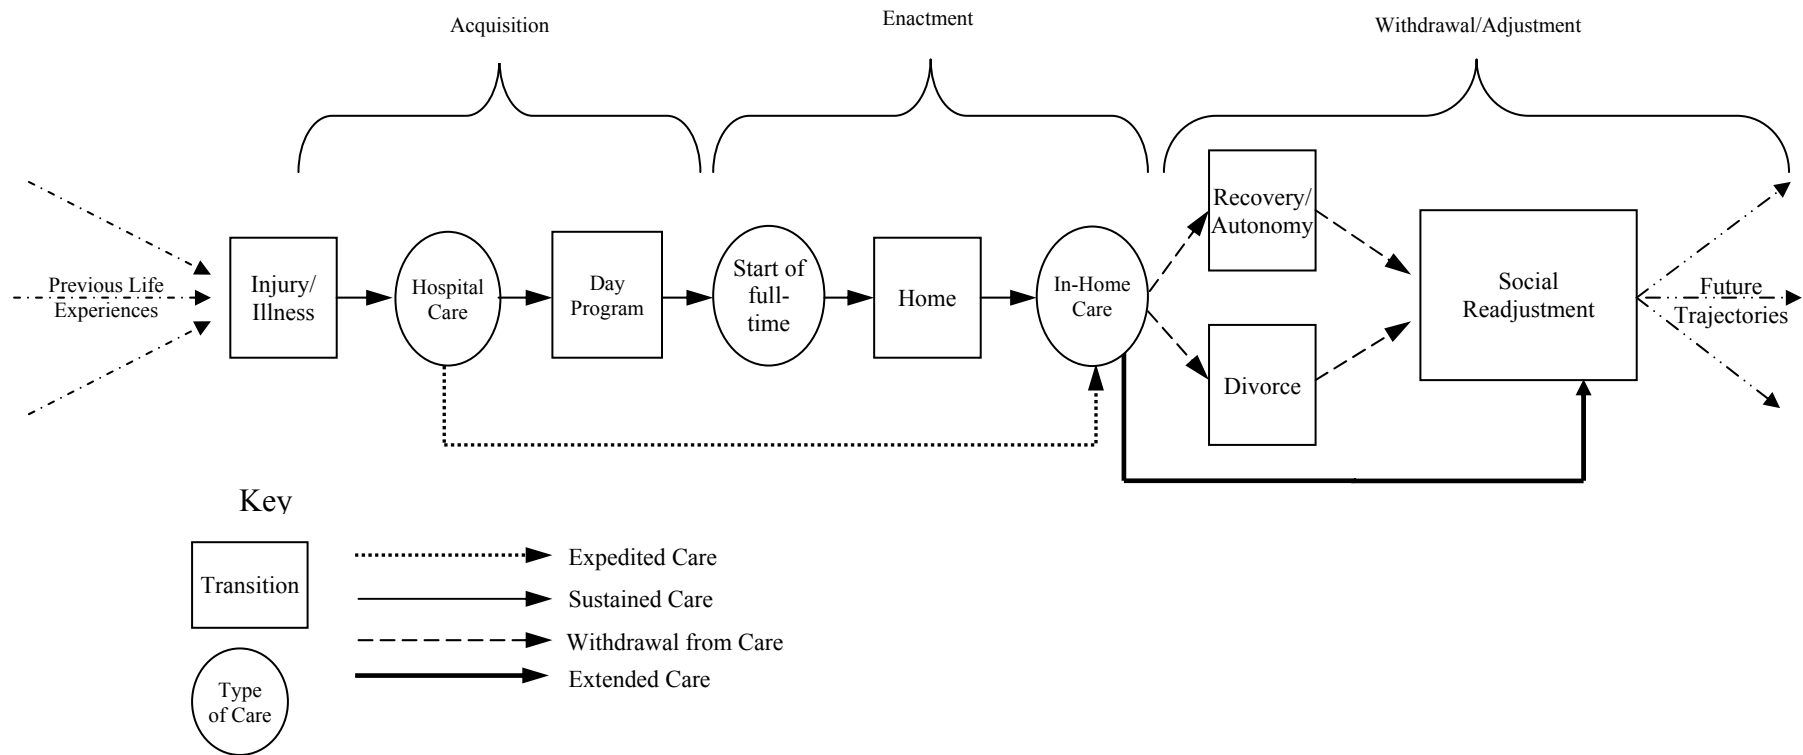 Acquisition
Enactment
Withdrawal/Adjustment
Previous Life
Experiences
Injury/
Illness
Hospital
Care
Day
Program
Start of
full-
time
Home
In-Home
Care
Recovery/
Autonomy
Divorce
Social
Readjustment
Future
Trajectories
Key
Transition
Type
of Care
Expedited Care
Sustained Care
Withdrawal from Care
Extended Care